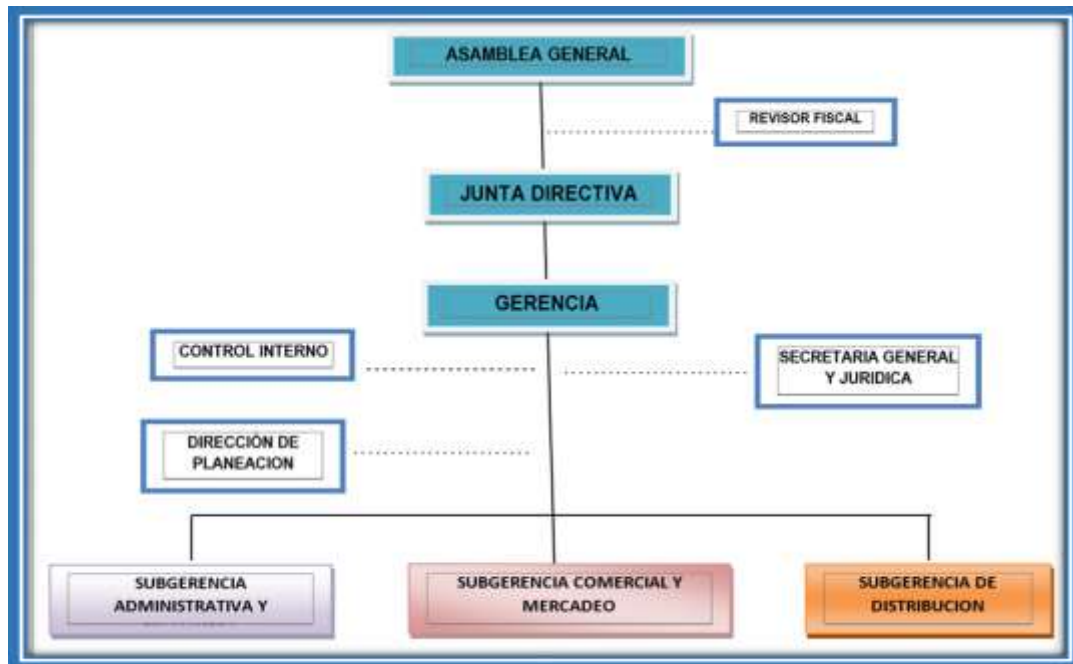 ASAMBLEA GENERAL
REVISOR FISCAL
JUNTA DIRECTIVA
GERENCIA
CONTROL INTERNO
SECRETARIA GENERAL
Y JURIDICA
DIRECCIÓN DE
PLANEACION
SUBGERENCIA
ADMINISTRATIVA Y
SUBGERENCIA COMERCIAL Y
MERCADEO
SUBGERENCIA DE
DISTRIBUCION